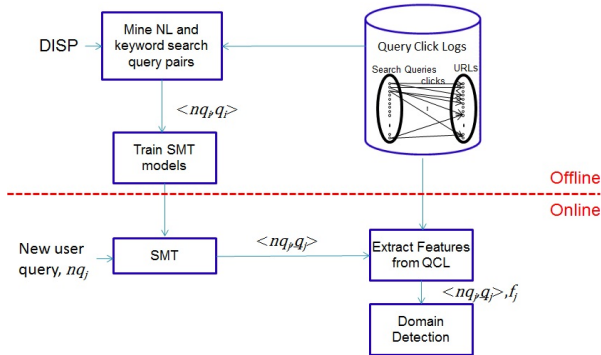 Mine NL and
keyword search
query pairs
DISP
Query Click Logs
Search Queries
URLs
clicks
<nq_i,q_i>
Train SMT
models
Offline
Online
New user
query, nq_j
SMT
<nq_j,q_j>
Extract Features
from QCL
<nq_j,q_j>,f_j
Domain
Detection